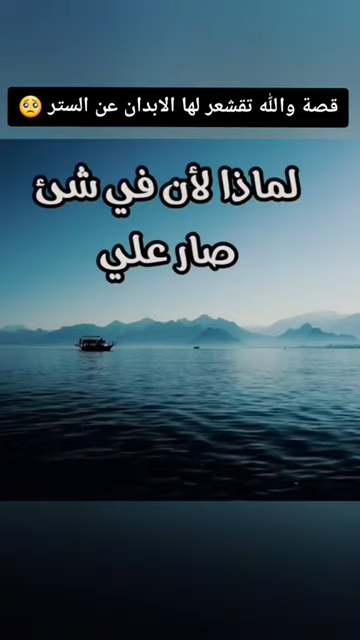 قصة والله تقشعر لها الابدان عن الستر 🥺
لماذا لأن في شئ
صار علي